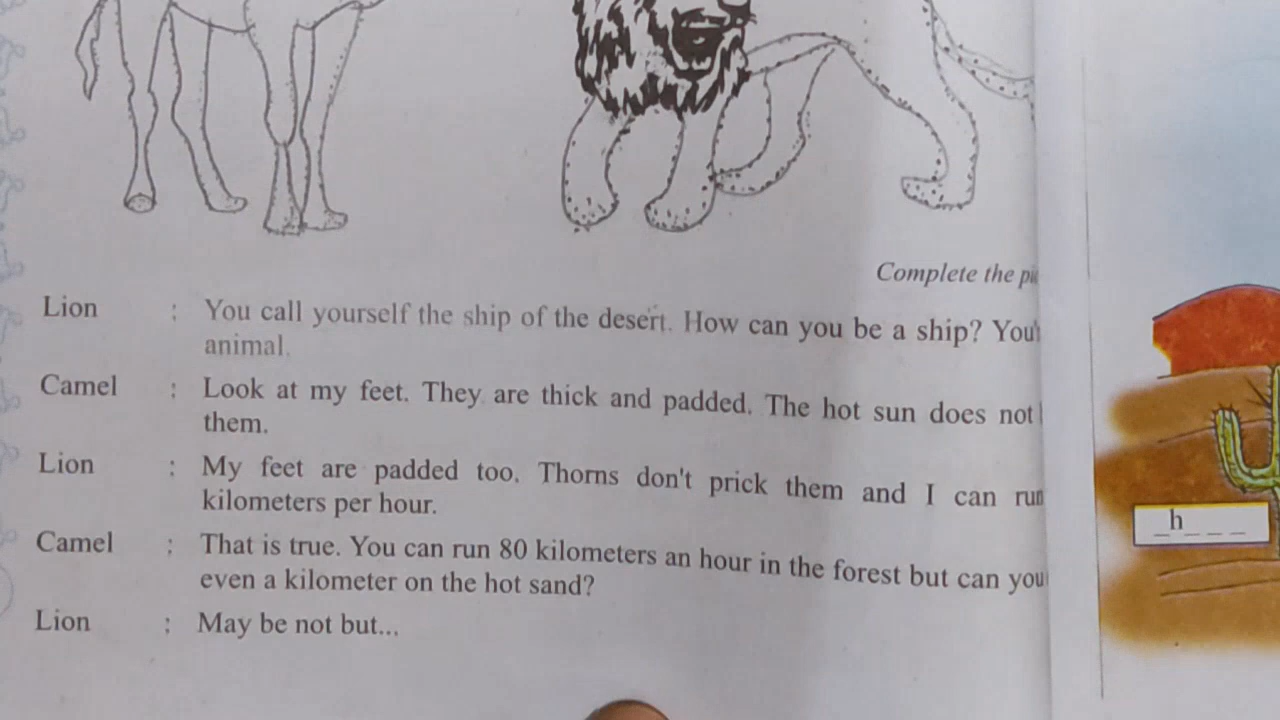 Complete the
Lion : You call yourself the ship of the desert. How can you be a ship? You
animal.
Camel : Look at my feet. They are thick and padded. The hot sun does not
them.
Lion : My feet are padded too. Thorns don't prick them and I can run
kilometers per hour.
Camel : That is true. You can run 80 kilometers an hour in the forest but can you
even a kilometer on the hot sand?
Lion : May be not but...
_h_ _ _